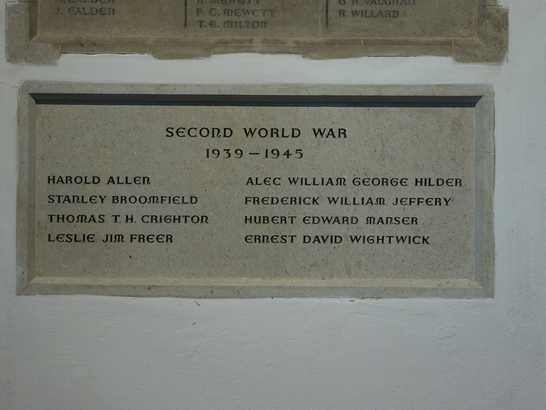 J. EALDEN
P. C. MEWETT
R. WILLARD
T. E. MILTON
SECOND WORLD WAR
1939 – 1945
HAROLD ALLEN
ALEC WILLIAM GEORGE HILDER
STANLEY BROOMFIELD
FREDERICK WILLIAM JEFFERY
THOMAS T. H. CRIGHTON
HUBERT EDWARD MANSER
LESLIE JIM FREER
ERNEST DAVID WIGHTWICK